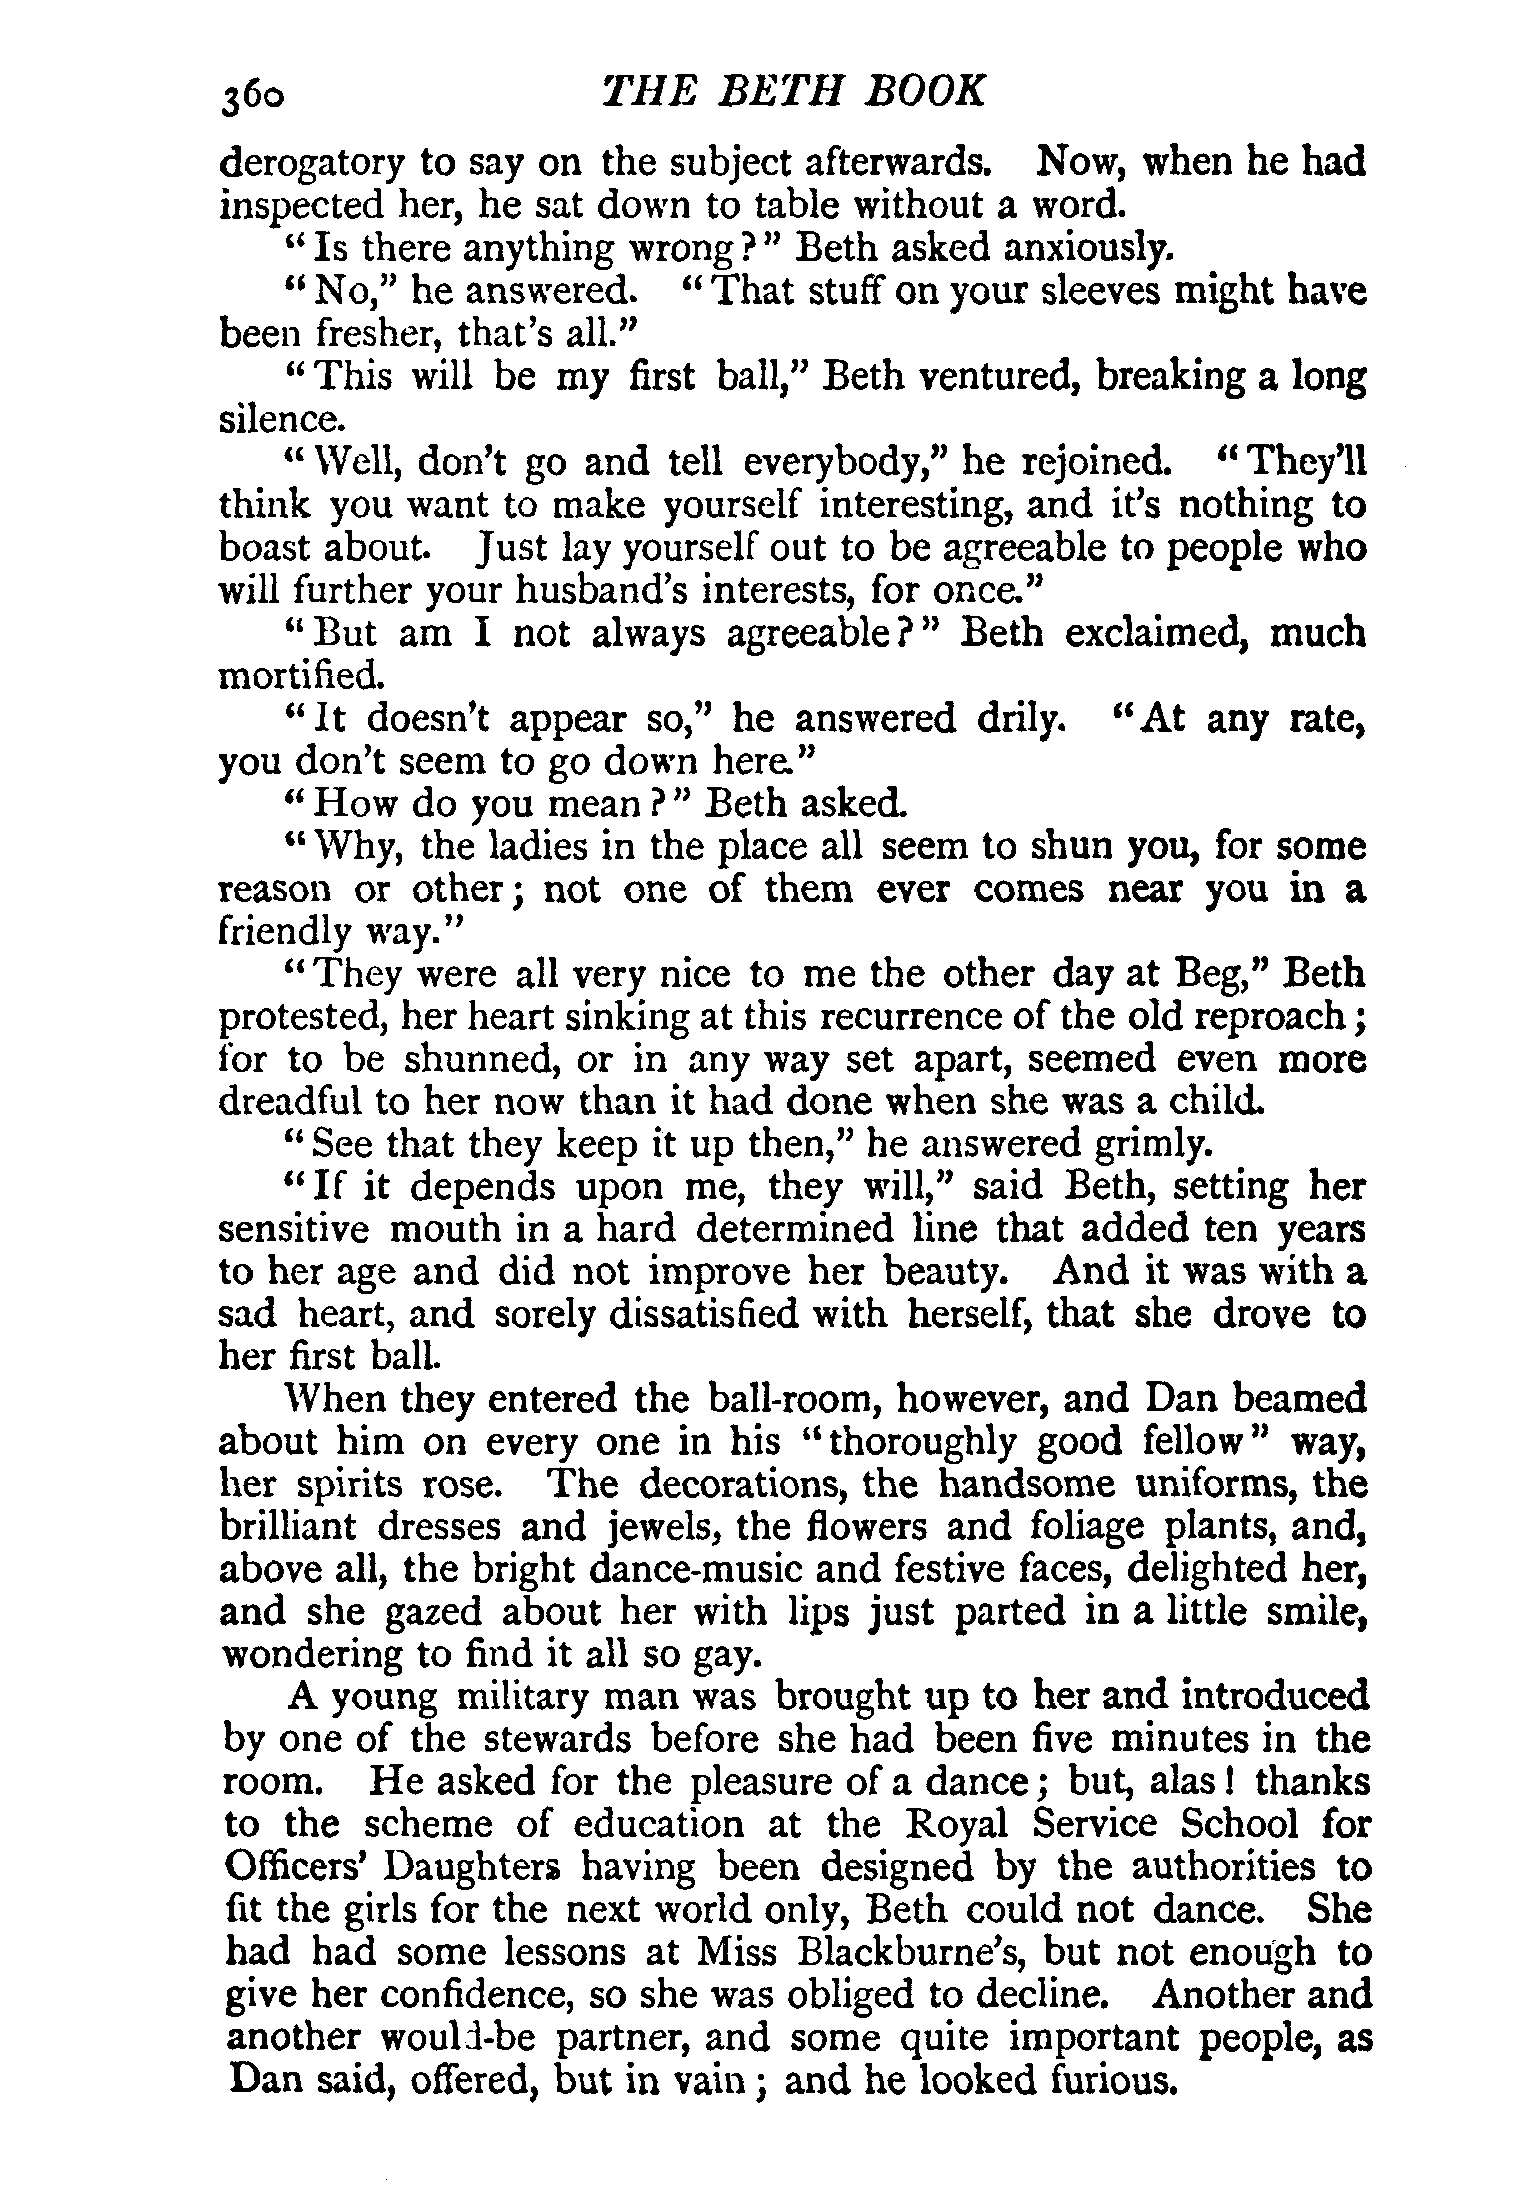 360 THE BETH BOOK
derogatory to say on the subject afterwards. Now, when he had
inspected her, he sat down to table without a word.
“Is there anything wrong?” Beth asked anxiously.
“No,” he answered. “That stuff on your sleeves might have
been fresher, that’s all.”
“This will be my first ball,” Beth ventured, breaking a long
silence.
“Well, don’t go and tell everybody,” he rejoined. “They’ll
think you want to make yourself interesting, and it’s nothing to
boast about. Just lay yourself out to be agreeable to people who
will further your husband’s interests, for once.”
“But am I not always agreeable?” Beth exclaimed, much
mortified.
“It doesn’t appear so,” he answered drily. “At any rate,
you don’t seem to go down here.”
“How do you mean?” Beth asked.
“Why, the ladies in the place all seem to shun you, for some
reason or other; not one of them ever comes near you in a
friendly way.”
“They were all very nice to me the other day at Beg,” Beth
protested, her heart sinking at this recurrence of the old reproach;
for to be shunned, or in any way set apart, seemed even more
dreadful to her now than it had done when she was a child.
“See that they keep it up then,” he answered grimly.
“If it depends upon me, they will,” said Beth, setting her
sensitive mouth in a hard determined line that added ten years
to her age and did not improve her beauty. And it was with a
sad heart, and sorely dissatisfied with herself, that she drove to
her first ball.
When they entered the ball-room, however, and Dan beamed
about him on every one in his “thoroughly good fellow” way,
her spirits rose. The decorations, the handsome uniforms, the
brilliant dresses and jewels, the flowers and foliage plants, and,
above all, the bright dance-music and festive faces, delighted her,
and she gazed about her with lips just parted in a little smile,
wondering to find it all so gay.
A young military man was brought up to her and introduced
by one of the stewards before she had been five minutes in the
room. He asked for the pleasure of a dance; but, alas! thanks
to the scheme of education at the Royal Service School for
Officers’ Daughters having been designed by the authorities to
fit the girls for the next world only, Beth could not dance. She
had had some lessons at Miss Blackburne’s, but not enough to
give her confidence, so she was obliged to decline. Another and
another would-be partner, and some quite important people, as
Dan said, offered, but in vain; and he looked furious.